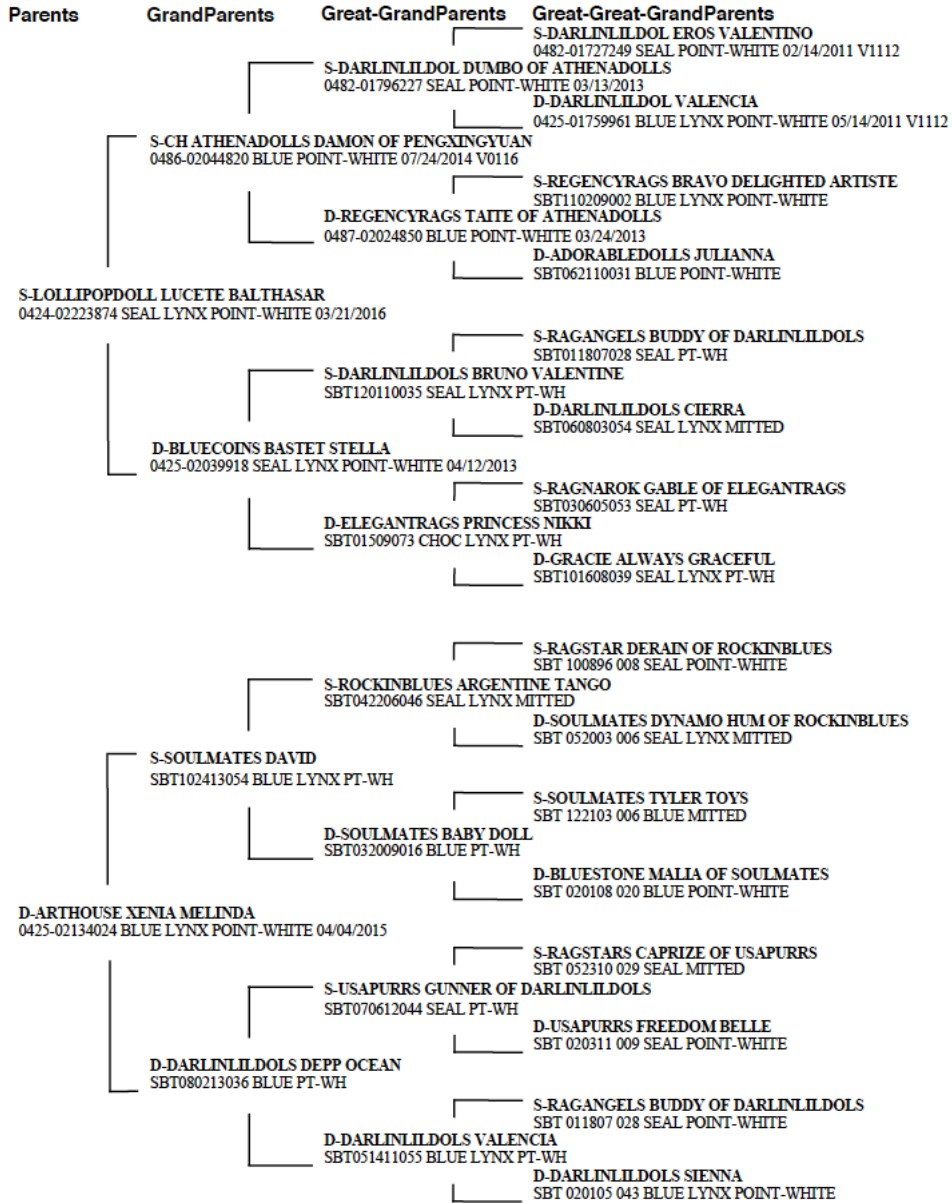 Parents GrandParents Great-GrandParents Great-Great-GrandParents
S-DARLINLILDOL EROS VALENTINO
0482-01727249 SEAL POINT-WHITE 02/14/2011 V1112
S-DARLINLILDOL DUMBO OF ATHENADOLLS
0482-01796227 SEAL POINT-WHITE 03/13/2013
D-DARLINLILDOL VALENCIA
0425-01759961 BLUE LYNX POINT-WHITE 05/14/2011 V1112
S-CH ATHENADOLLS DAMON OF PENGXINGYUAN
0486-02044820 BLUE POINT-WHITE 07/24/2014 V0116
S-REGENCYRAGS BRAVO DELIGHTED ARTISTE
SBT110209002 BLUE LYNX POINT-WHITE
D-REGENCYRAGS TAITE OF ATHENADOLLS
0487-02024850 BLUE POINT-WHITE 03/24/2013
D-ADORABLEDOLLS JULIANNA
SBT062110031 BLUE POINT-WHITE
S-LOLLIPOPDOLL LUCETE BALTHASAR
0424-02223874 SEAL LYNX POINT-WHITE 03/21/2016
S-RAGANGELS BUDDY OF DARLINLILDOLS
SBT011807028 SEAL PT-WH
S-DARLINLILDOLS BRUNO VALENTINE
SBT120110035 SEAL LYNX PT-WH
D-DARLINLILDOLS CIERRA
SBT060803054 SEAL LYNX MITTED
D-BLUECOINS BASTET STELLA
0425-02039918 SEAL LYNX POINT-WHITE 04/12/2013
S-RAGNAROK GABLE OF ELEGANTRAGS
SBT030605053 SEAL PT-WH
D-ELEGANTRAGS PRINCESS NIKKI
SBT01509073 CHOC LYNX PT-WH
D-GRACIE ALWAYS GRACEFUL
SBT101608039 SEAL LYNX PT-WH
S-RAGSTAR DERAIN OF ROCKINBLUES
SBT 100896 008 SEAL POINT-WHITE
S-ROCKINBLUES ARGENTINE TANGO
SBT042206046 SEAL LYNX MITTED
D-SOULMATES DYNAMO HUM OF ROCKINBLUES
SBT 052003 006 SEAL LYNX MITTED
S-SOULMATES DAVID
SBT102413054 BLUE LYNX PT-WH
S-SOULMATES TYLER TOYS
SBT 122103 006 BLUE MITTED
D-SOULMATES BABY DOLL
SBT032009016 BLUE PT-WH
D-BLUESTONE MALIA OF SOULMATES
SBT 020108 020 BLUE POINT-WHITE
D-ARTHOUSE XENIA MELINDA
0425-02134024 BLUE LYNX POINT-WHITE 04/04/2015
S-RAGSTARS CAPRIZE OF USAPURRS
SBT 052310 029 SEAL MITTED
S-USAPURRS GUNNER OF DARLINLILDOLS
SBT070612044 SEAL PT-WH
D-USAPURRS FREEDOM BELLE
SBT 020311 009 SEAL POINT-WHITE
D-DARLINLILDOLS DEPP OCEAN
SBT080213036 BLUE PT-WH
S-RAGANGELS BUDDY OF DARLINLILDOLS
SBT 011807 028 SEAL POINT-WHITE
D-DARLINLILDOLS VALENCIA
SBT051411055 BLUE LYNX PT-WH
D-DARLINLILDOLS SIENNA
SBT 020105 043 BLUE LYNX POINT-WHITE